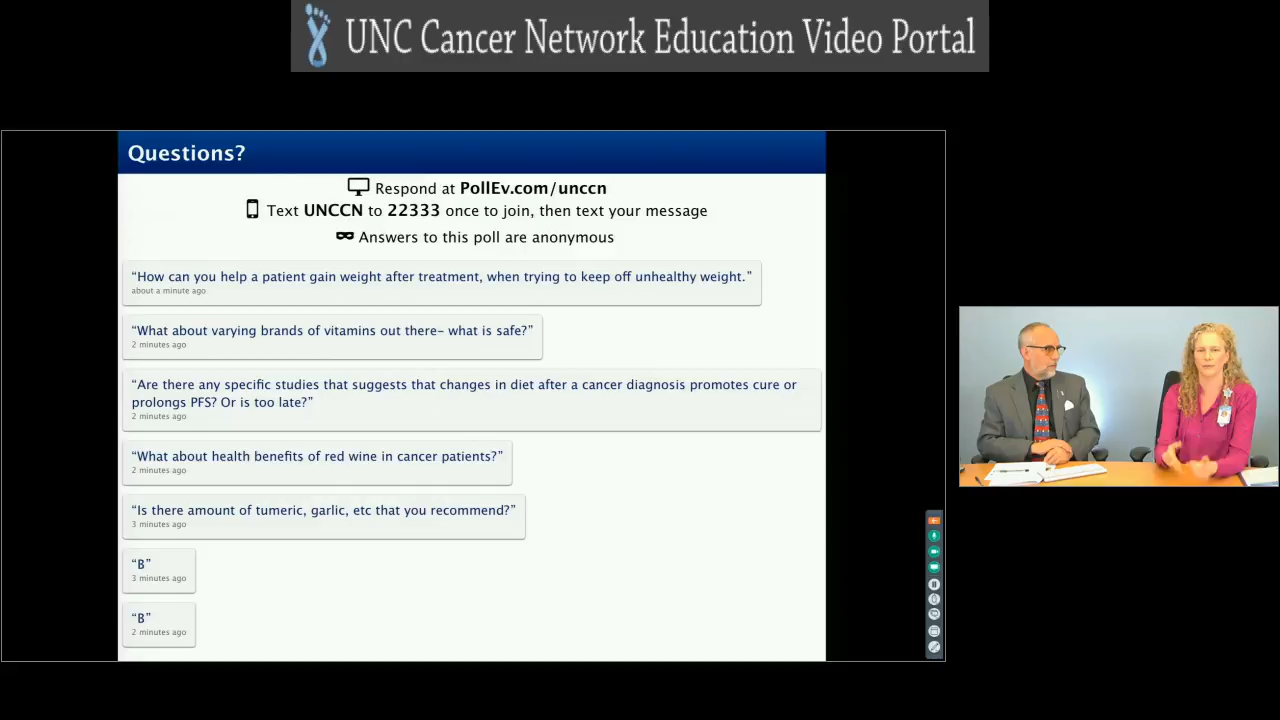 UNC Cancer Network Education Video Portal
Questions?
Respond at PollEv.com/unccn
Text UNCCN to 22333 once to join, then text your message
Answers to this poll are anonymous
“How can you help a patient gain weight after treatment, when trying to keep off unhealthy weight.”
about a minute ago
“What about varying brands of vitamins out there- what is safe?”
2 minutes ago
“Are there any specific studies that suggests that changes in diet after a cancer diagnosis promotes cure or
prolongs PFS? Or is too late?”
2 minutes ago
“What about health benefits of red wine in cancer patients?”
2 minutes ago
“Is there amount of tumeric, garlic, etc that you recommend?”
3 minutes ago
“B”
3 minutes ago
“B”
2 minutes ago